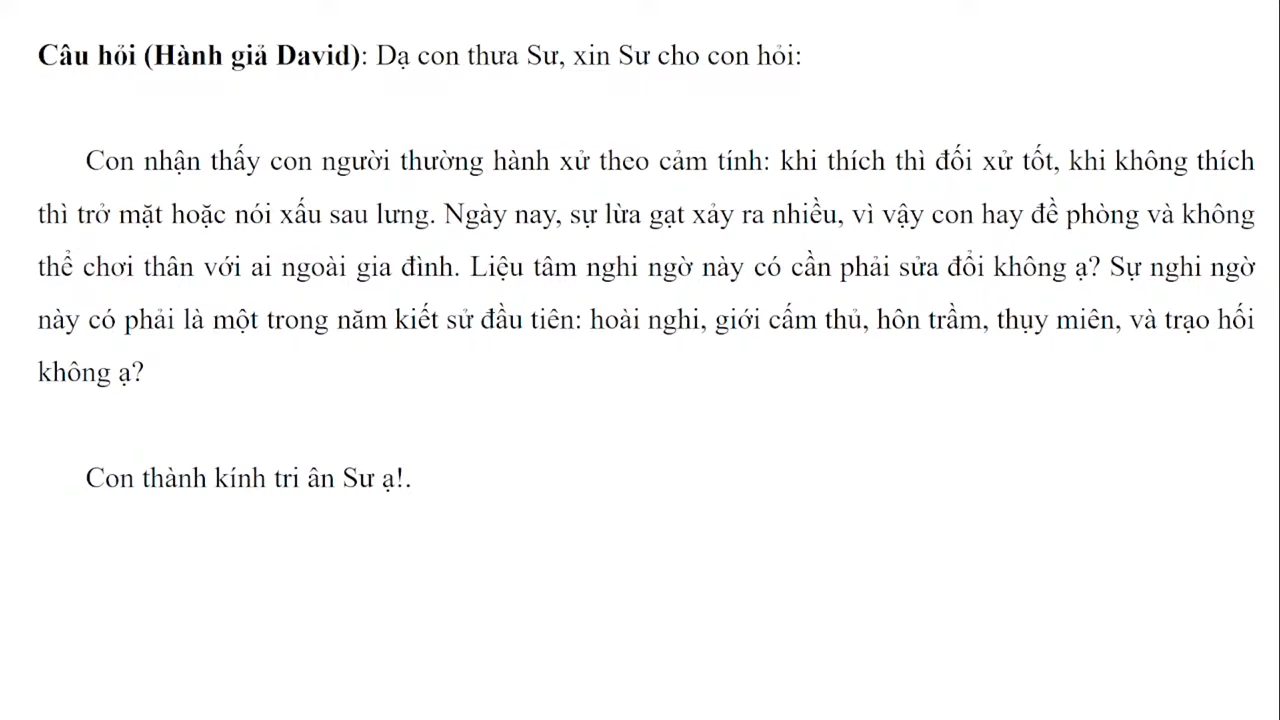 Câu hỏi (Hành giả David): Dạ con thưa Sư, xin Sư cho con hỏi:
Con nhận thấy con người thường hành xử theo cảm tính: khi thích thì đối xử tốt, khi không thích
thì trở mặt hoặc nói xấu sau lưng. Ngày nay, sự lừa gạt xảy ra nhiều, vì vậy con hay đề phòng và không
thể chơi thân với ai ngoài gia đình. Liệu tâm nghi ngờ này có cần phải sửa đổi không ạ? Sự nghi ngờ
này có phải là một trong năm kiết sử đầu tiên: hoài nghi, giới cấm thủ, hôn trầm, thụy miên, và trạo hối
không ạ?
Con thành kính tri ân Sư ạ!.